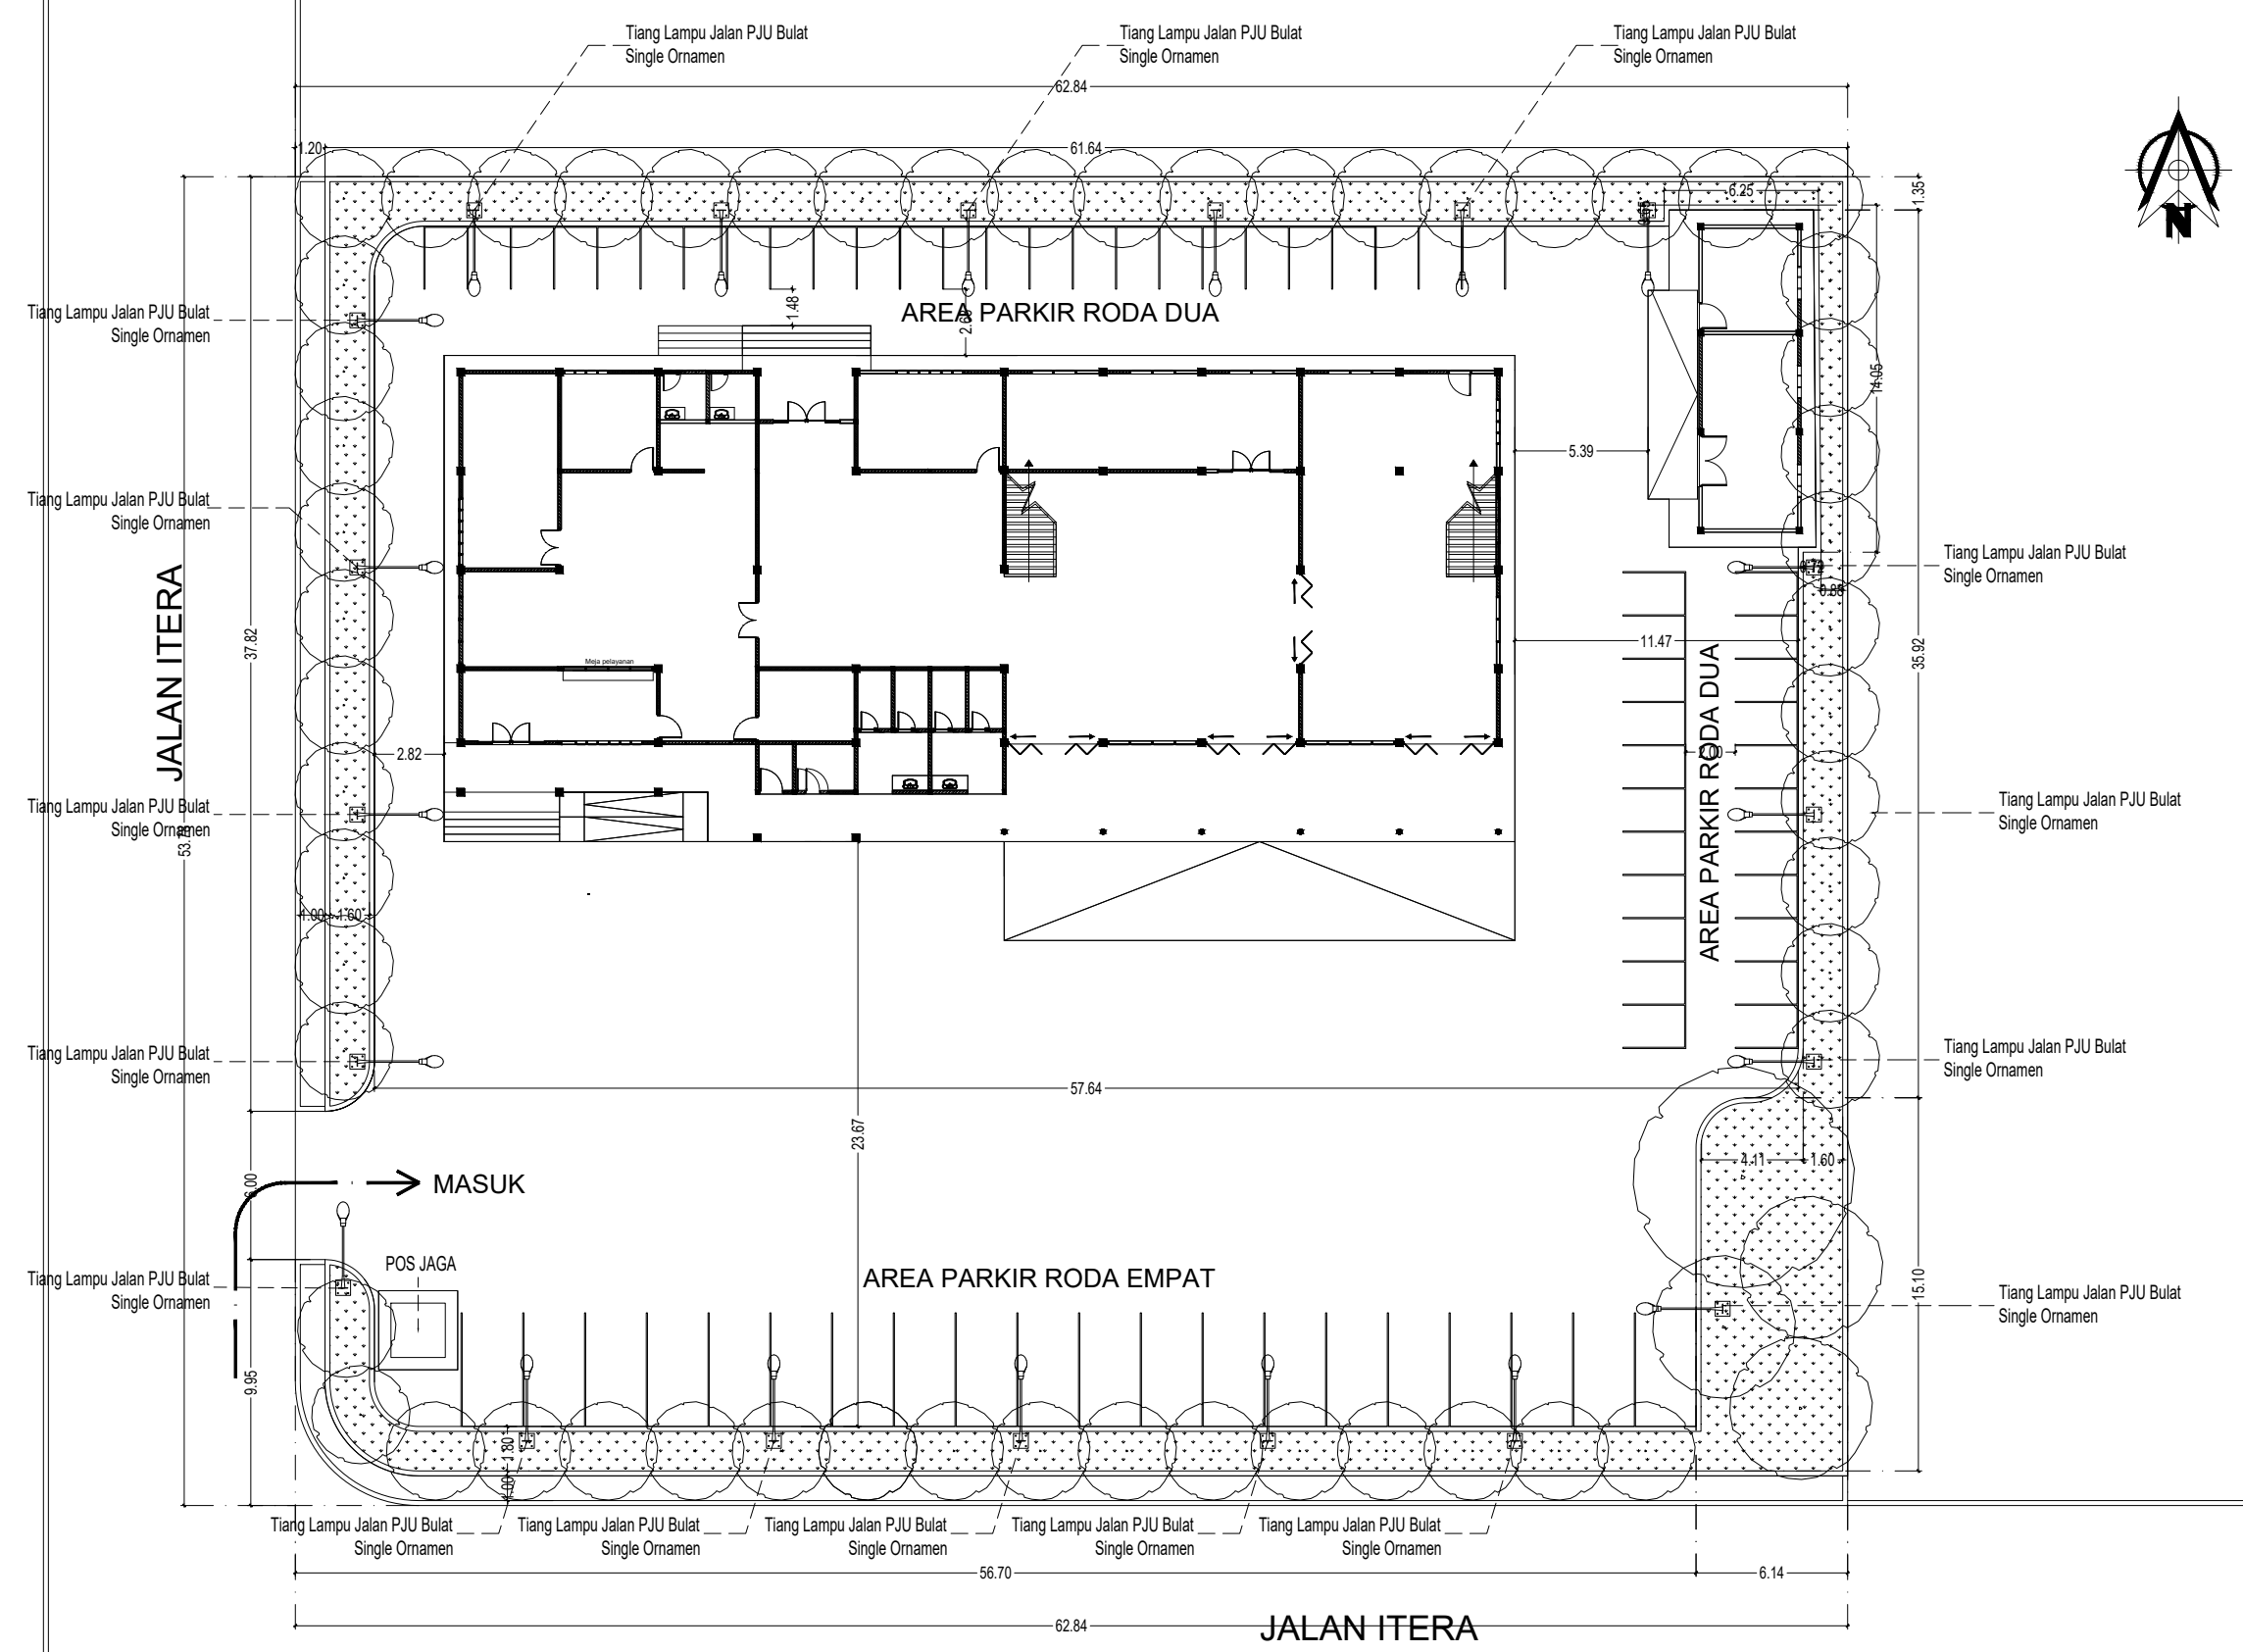 Tiang Lampu Jalan PJU Bulat
Single Ornamen
Tiang Lampu Jalan PJU Bulat
Single Ornamen
Tiang Lampu Jalan PJU Bulat
Single Ornamen
62.84
1.20
61.64
6.25
1.35
N
Tiang Lampu Jalan PJU Bulat
Single Ornamen
1.48
AREA PARKIR RODA DUA
14.05
5.39
Tiang Lampu Jalan PJU Bulat
Single Ornamen
JALAN ITERA
37.82
Tiang Lampu Jalan PJU Bulat
Single Ornamen
0.88
11.47
35.92
Meja pelayanan
AREA PARKIR RODA DUA
2.82
Tiang Lampu Jalan PJU Bulat
Single Ornamen
Tiang Lampu Jalan PJU Bulat
Single Ornamen
1.00
1.60
Tiang Lampu Jalan PJU Bulat
Single Ornamen
Tiang Lampu Jalan PJU Bulat
Single Ornamen
57.64
23.67
4.11
1.60
6.00
MASUK
POS JAGA
AREA PARKIR RODA EMPAT
Tiang Lampu Jalan PJU Bulat
Single Ornamen
15.10
Tiang Lampu Jalan PJU Bulat
Single Ornamen
9.95
1.80
1.00
Tiang Lampu Jalan PJU Bulat
Single Ornamen
Tiang Lampu Jalan PJU Bulat
Single Ornamen
Tiang Lampu Jalan PJU Bulat
Single Ornamen
Tiang Lampu Jalan PJU Bulat
Single Ornamen
Tiang Lampu Jalan PJU Bulat
Single Ornamen
56.70
6.14
62.84
JALAN ITERA